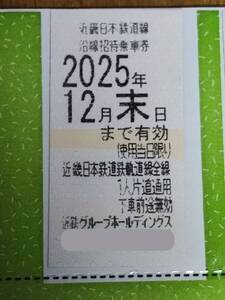 近畿日本鉄道線
沿線招待乗車券
2025年
12月末日
まで有効
使用当日限り
近畿日本鉄道鉄軌道線全線
1人片道通用
下車前途無効
近鉄グループホールディングス